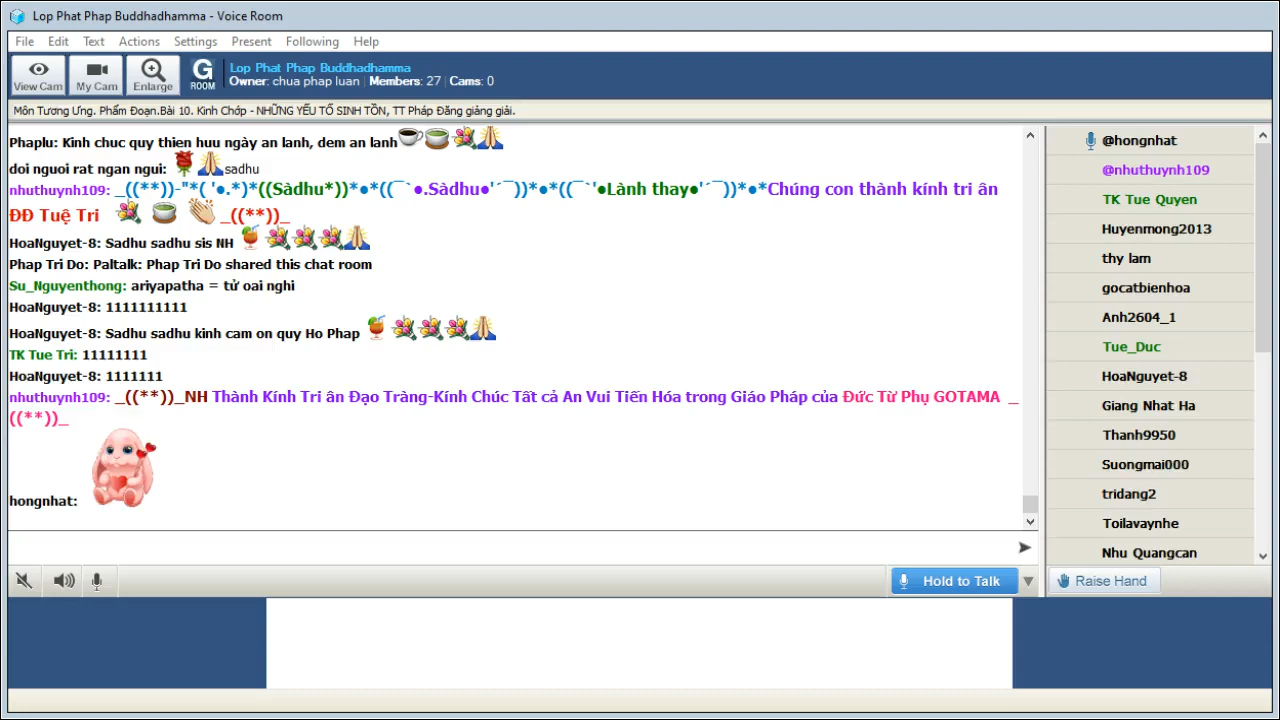 Lop Phat Phap Buddhadhamma - Voice Room
File Edit Text Actions Settings Present Following Help
View Cam My Cam Enlarge G ROOM
Lop Phat Phap Buddhadhamma
Owner: chua phap luan Members: 27 Cams: 0
Môn Tương Ưng. Phẩm Đoạn.Bài 10. Kinh Chớp - NHỮNG YẾU TỐ SINH TỒN, TT Pháp Đăng giảng giải.
Phaplu: Kinh chuc quy thien huu ngày an lanh, dem an lanh
doi nguoi rat ngan ngui: sadhu
nhuthuynh109: _((**))-"*( '●.*)*((Sàdhu*))*●*((¯`●.Sàdhu●'´¯))*●*((¯`'●Lành thay●'´¯))*●*Chúng con thành kính tri ân
ĐĐ Tuệ Tri _((**))_
HoaNguyet-8: Sadhu sadhu sis NH
Phap Tri Do: Paltalk: Phap Tri Do shared this chat room
Su_Nguyenthong: ariyapatha = tử oai nghi
HoaNguyet-8: 1111111111
HoaNguyet-8: Sadhu sadhu kinh cam on quy Ho Phap
TK Tue Tri: 11111111
HoaNguyet-8: 1111111
nhuthuynh109: _((**))_NH Thành Kính Tri ân Đạo Tràng-Kính Chúc Tất cả An Vui Tiến Hóa trong Giáo Pháp của Đức Từ Phụ GOTAMA _
((**))_
hongnhat:
@hongnhat
@nhuthuynh109
TK Tue Quyen
Huyenmong2013
thy lam
gocatbienhoa
Anh2604_1
Tue_Duc
HoaNguyet-8
Giang Nhat Ha
Thanh9950
Suongmai000
tridang2
Toilavaynhe
Nhu Quangcan
Hold to Talk
Raise Hand